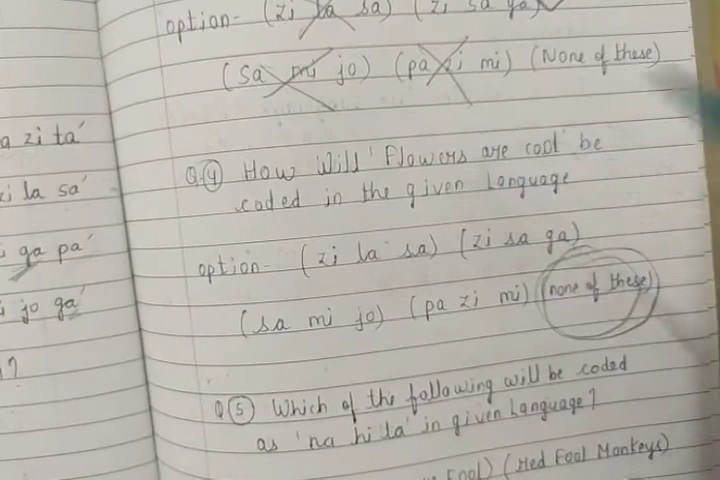 option- (zi la sa) (zi sa ga)
(sa mi jo) (pa zi mi) (None of these)
a zi ta'
zi la sa'
ga pa'
jo ga'
Q.④ How Will 'Flowers are cool' be
coded in the given Language
option- (zi la sa) (zi sa ga)
(sa mi jo) (pa zi mi) (none of these)
Q⑤ Which of the following will be coded
as 'na hi la' in given Language?
Fool) (Red Fool Monkeys)